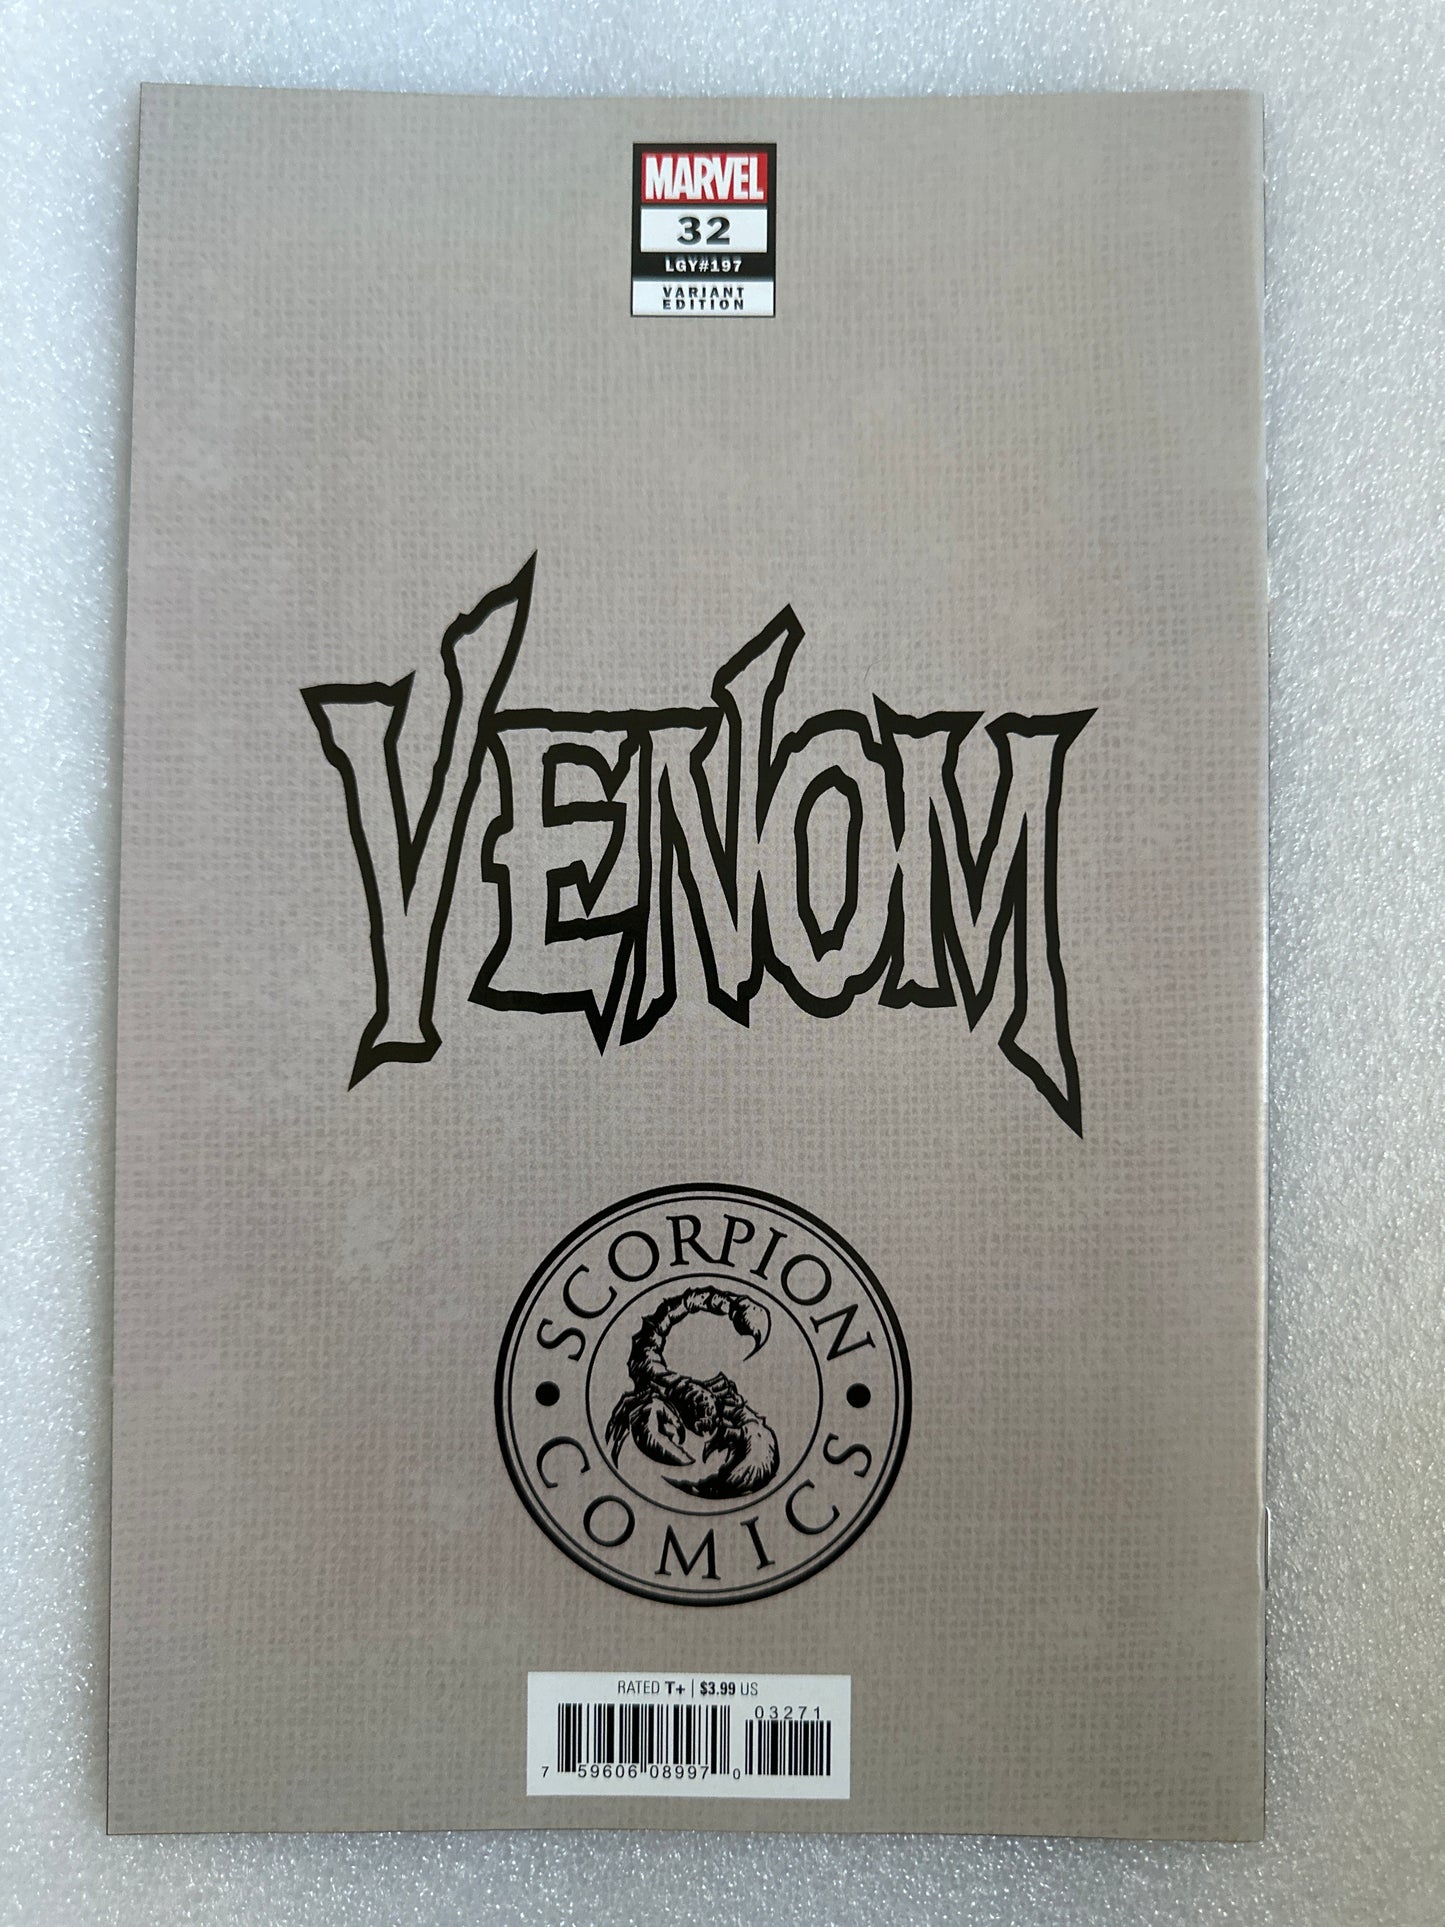 MARVEL
32
LGY#197
VARIANT
EDITION
VENOM
SCORPION
COMICS
RATED T+ | $3.99 US
03271
7 59606 08997 0